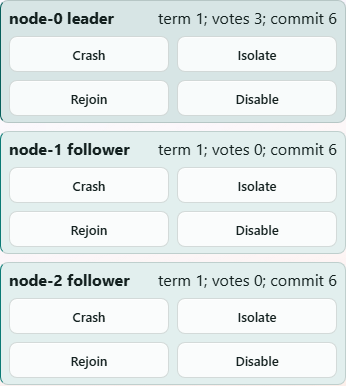 node-0 leader term 1; votes 3; commit 6
Crash Isolate
Rejoin Disable
node-1 follower term 1; votes 0; commit 6
Crash Isolate
Rejoin Disable
node-2 follower term 1; votes 0; commit 6
Crash Isolate
Rejoin Disable